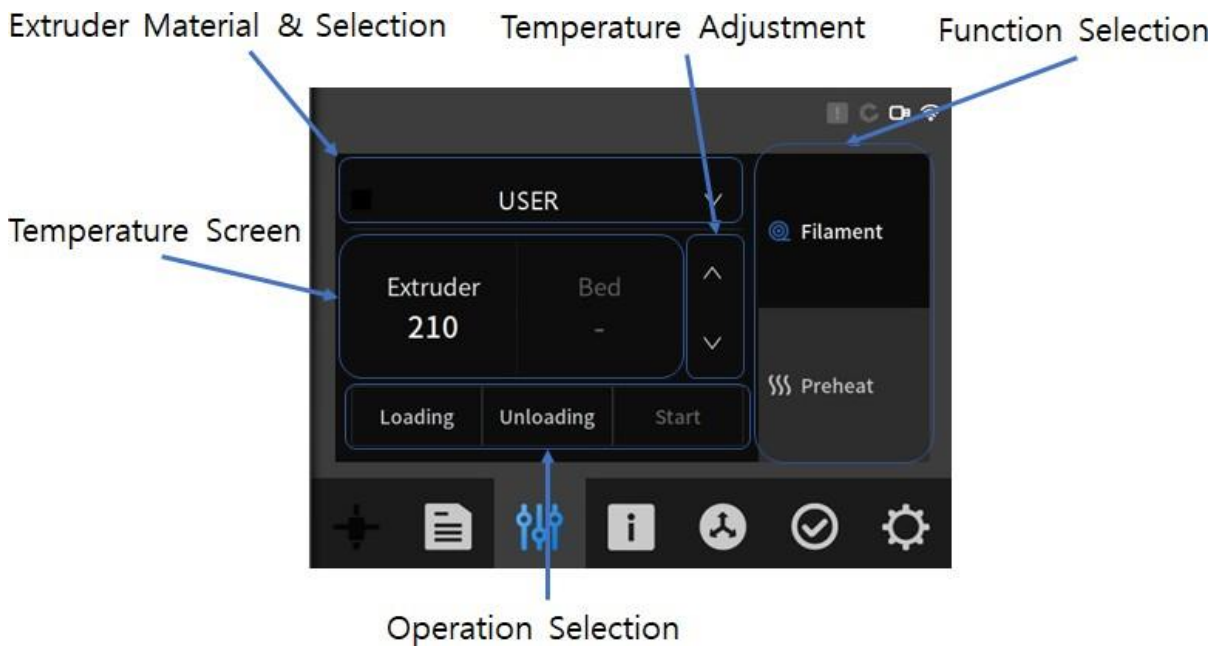 Extruder Material & Selection
Temperature Adjustment
Function Selection
USER
Filament
Temperature Screen
Extruder
Bed
210
-
Preheat
Loading
Unloading
Start
Operation Selection